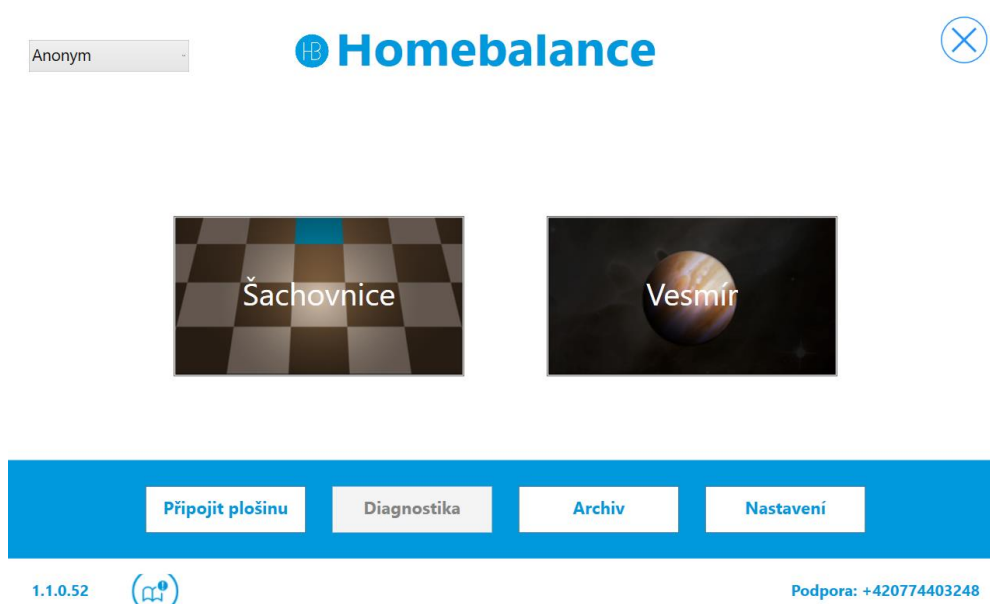 Anonym
HB Homebalance
Šachovnice
Vesmír
Připojit plošinu
Diagnostika
Archiv
Nastavení
1.1.0.52
Podpora: +420774403248